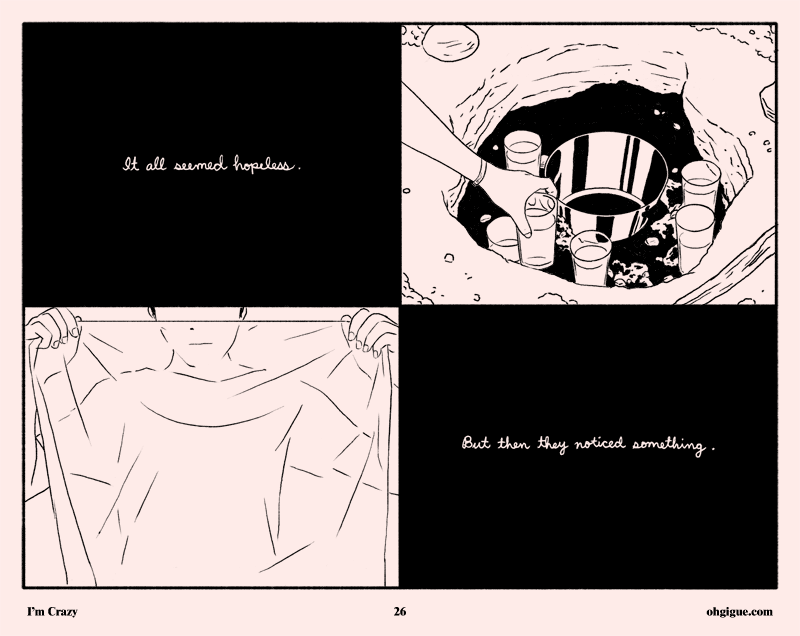 It all seemed hopeless.
But then they noticed something.
I'm Crazy
26
ohgigue.com